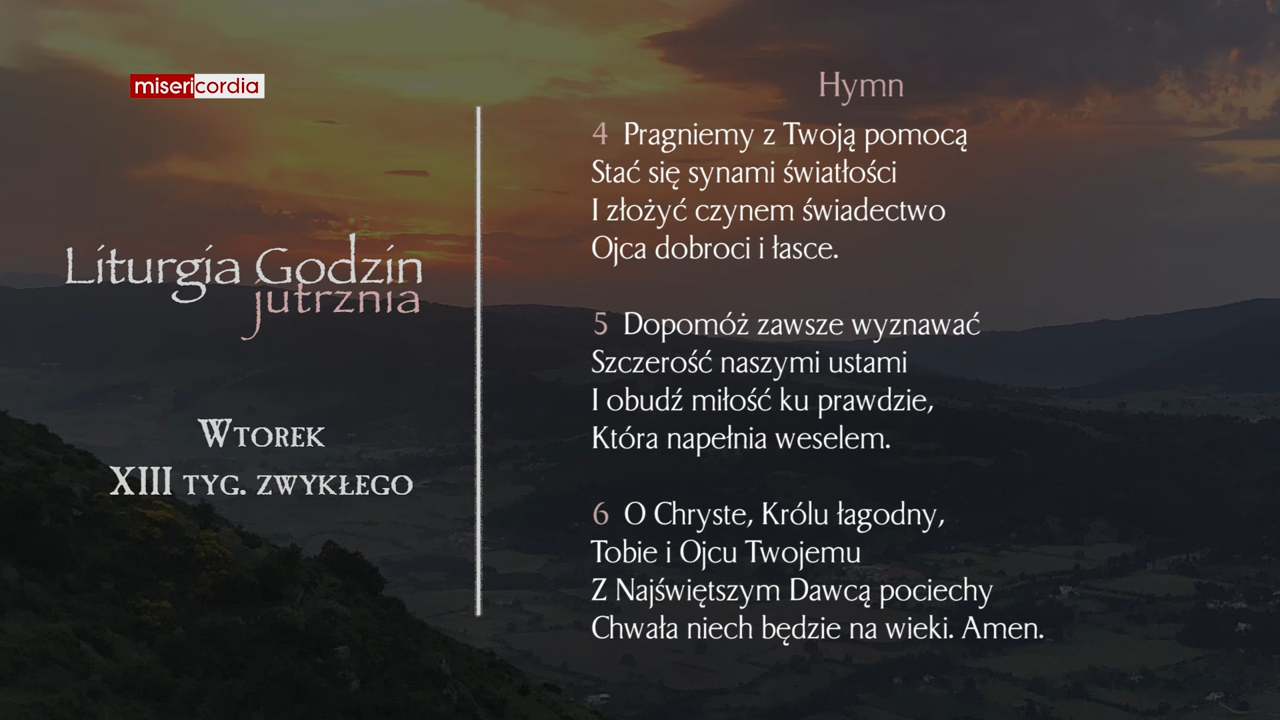 misericordia
Liturgia Godzin
jutrznia
Wtorek
XIII tyg. zwykłego
Hymn
4 Pragniemy z Twoją pomocą
Stać się synami światłości
I złożyć czynem świadectwo
Ojca dobroci i łasce.
5 Dopomóż zawsze wyznawać
Szczerość naszymi ustami
I obudź miłość ku prawdzie,
Która napełnia weselem.
6 O Chryste, Królu łagodny,
Tobie i Ojcu Twojemu
Z Najświętszym Dawcą pociechy
Chwała niech będzie na wieki. Amen.